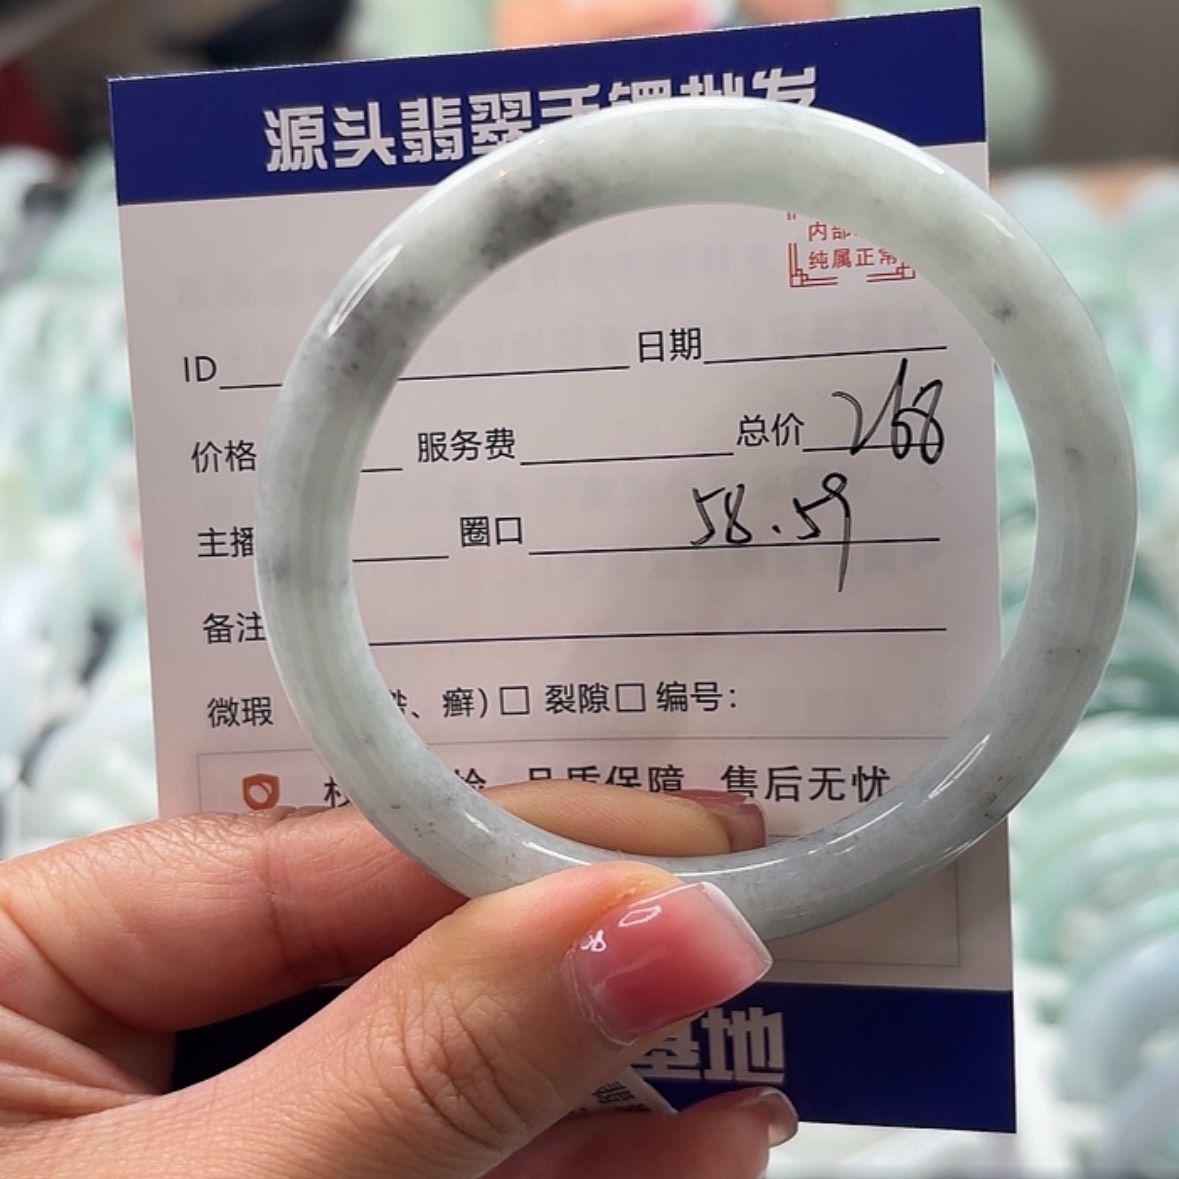 源头翡翠手镯批发
内部
纯属正常
ID 日期
价格 服务费 总价 268
主播 圈口 58.59
备注
微瑕 、癣)□ 裂隙□ 编号：
品质保障 售后无忧
基地